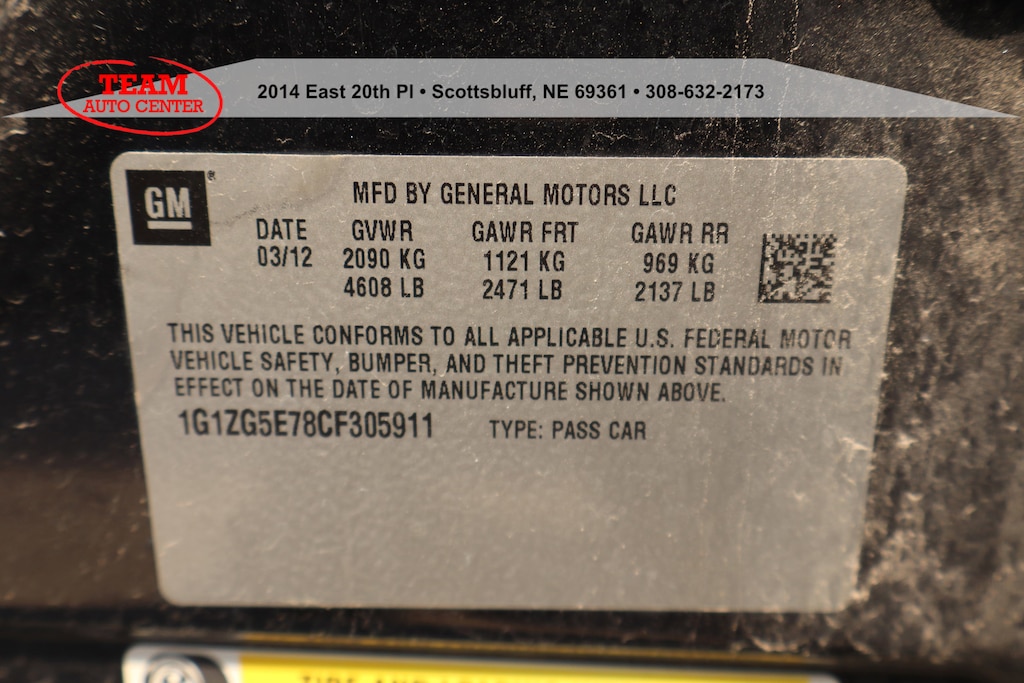 TEAM
AUTO CENTER
2014 East 20th Pl • Scottsbluff, NE 69361 • 308-632-2173
GM®
MFD BY GENERAL MOTORS LLC
DATE GVWR GAWR FRT GAWR RR
03/12 2090 KG 1121 KG 969 KG
4608 LB 2471 LB 2137 LB
THIS VEHICLE CONFORMS TO ALL APPLICABLE U.S. FEDERAL MOTOR
VEHICLE SAFETY, BUMPER, AND THEFT PREVENTION STANDARDS IN
EFFECT ON THE DATE OF MANUFACTURE SHOWN ABOVE.
1G1ZG5E78CF305911 TYPE: PASS CAR